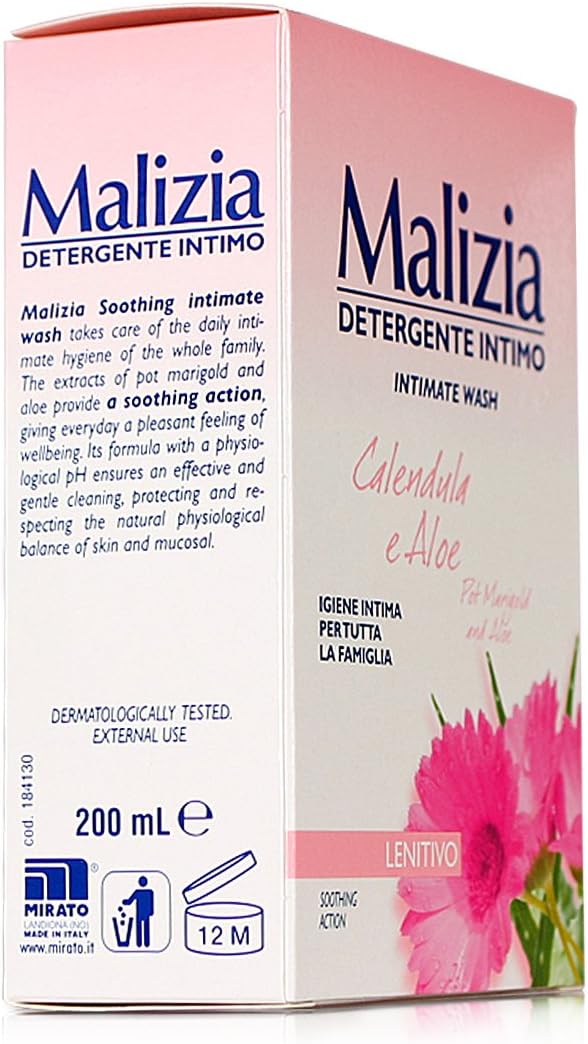 Malizia
DETERGENTE INTIMO
Malizia Soothing intimate
wash takes care of the daily inti-
mate hygiene of the whole family.
The extracts of pot marigold and
aloe provide a soothing action,
giving everyday a pleasant feeling of
wellbeing. Its formula with a physio-
logical pH ensures an effective and
gentle cleaning, protecting and re-
specting the natural physiological
balance of skin and mucosal.
DERMATOLOGICALLY TESTED.
EXTERNAL USE
cod. 184130
200 mL ℮
MIRATO®
LANDIONA (NO)
MADE IN ITALY
www.mirato.it
12 M
Malizia
DETERGENTE INTIMO
INTIMATE WASH
Calendula
e Aloe
Pot Marigold
and Aloe
IGIENE INTIMA
PER TUTTA
LA FAMIGLIA
LENITIVO
SOOTHING
ACTION